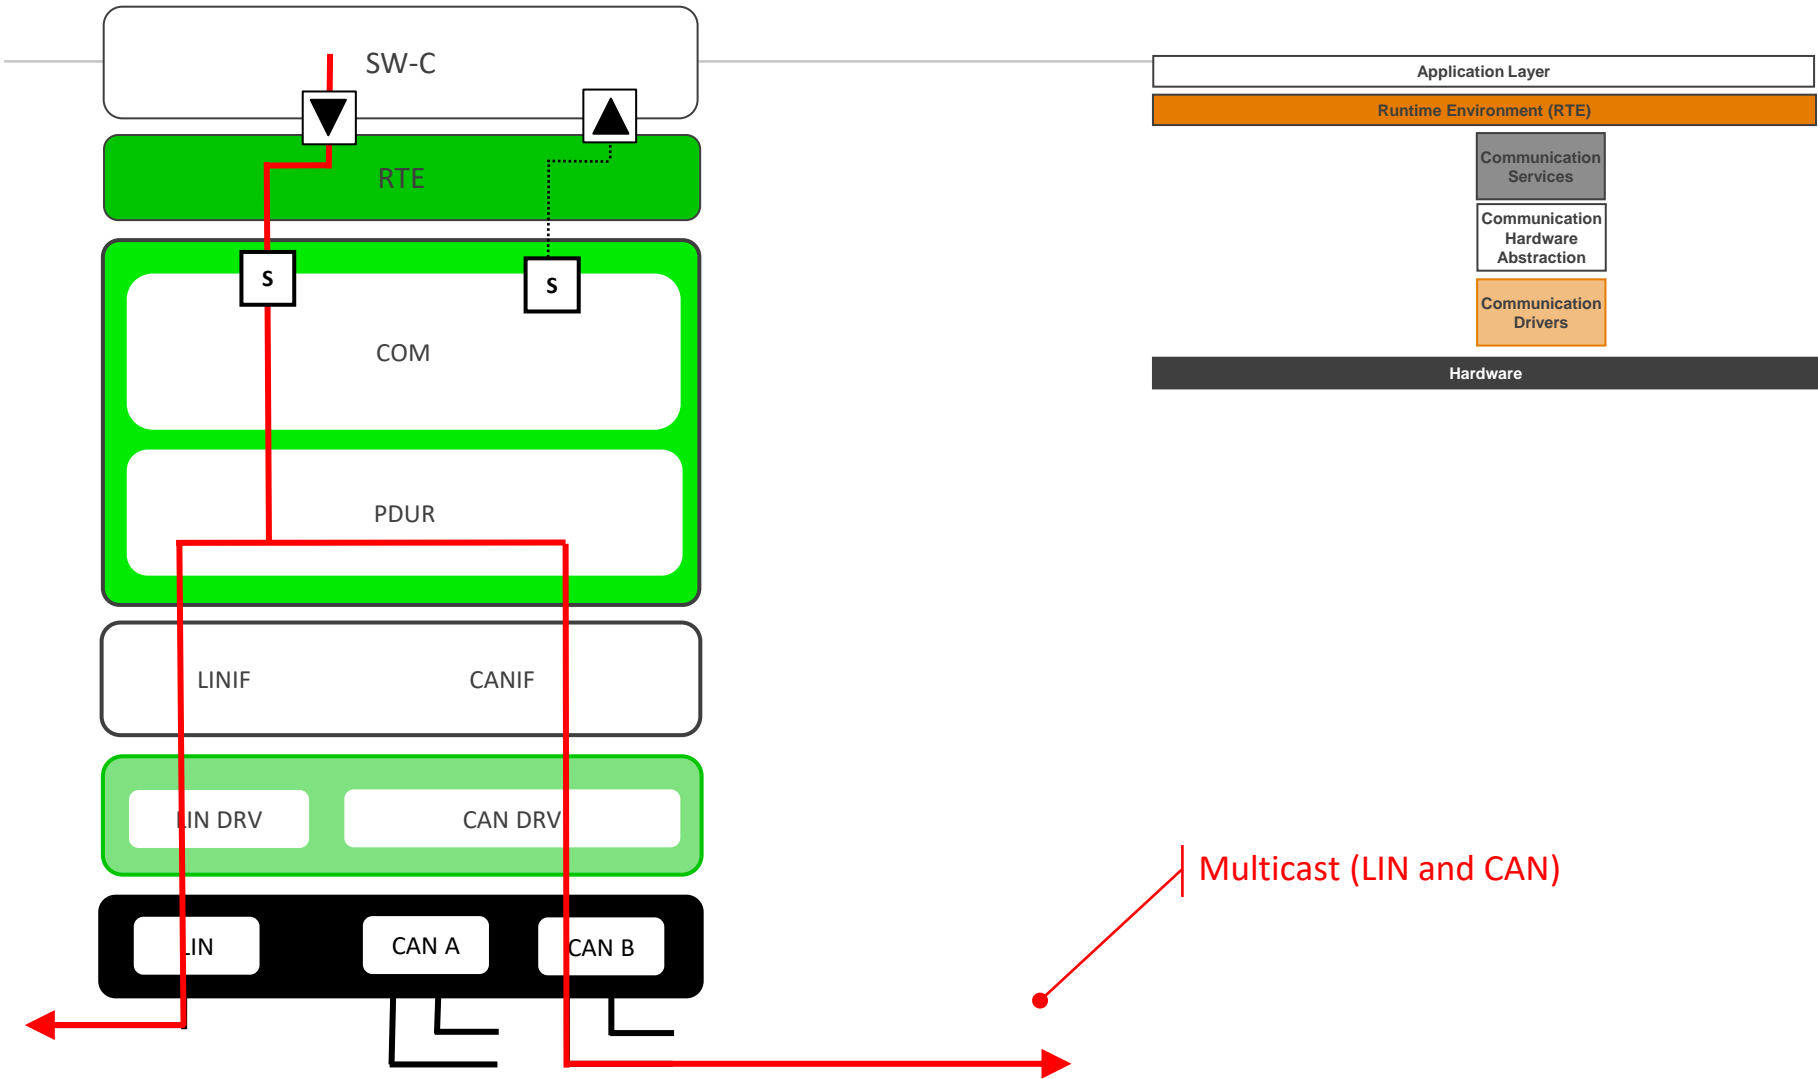 SW-C
RTE
S
S
COM
PDUR
LINIF
CANIF
LIN DRV
CAN DRV
LIN
CAN A
CAN B
Application Layer
Runtime Environment (RTE)
Communication
Services
Communication
Hardware
Abstraction
Communication
Drivers
Hardware
Multicast (LIN and CAN)